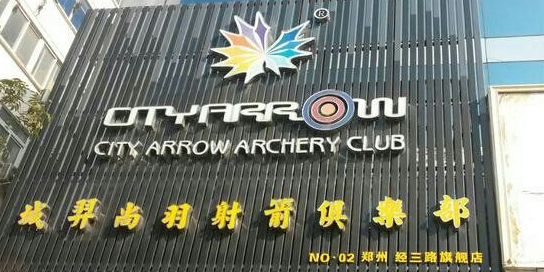 ®
CITYARROW
CITY ARROW ARCHERY CLUB
城羿尚羽射箭俱樂部
NO·02 郑州 经三路旗舰店